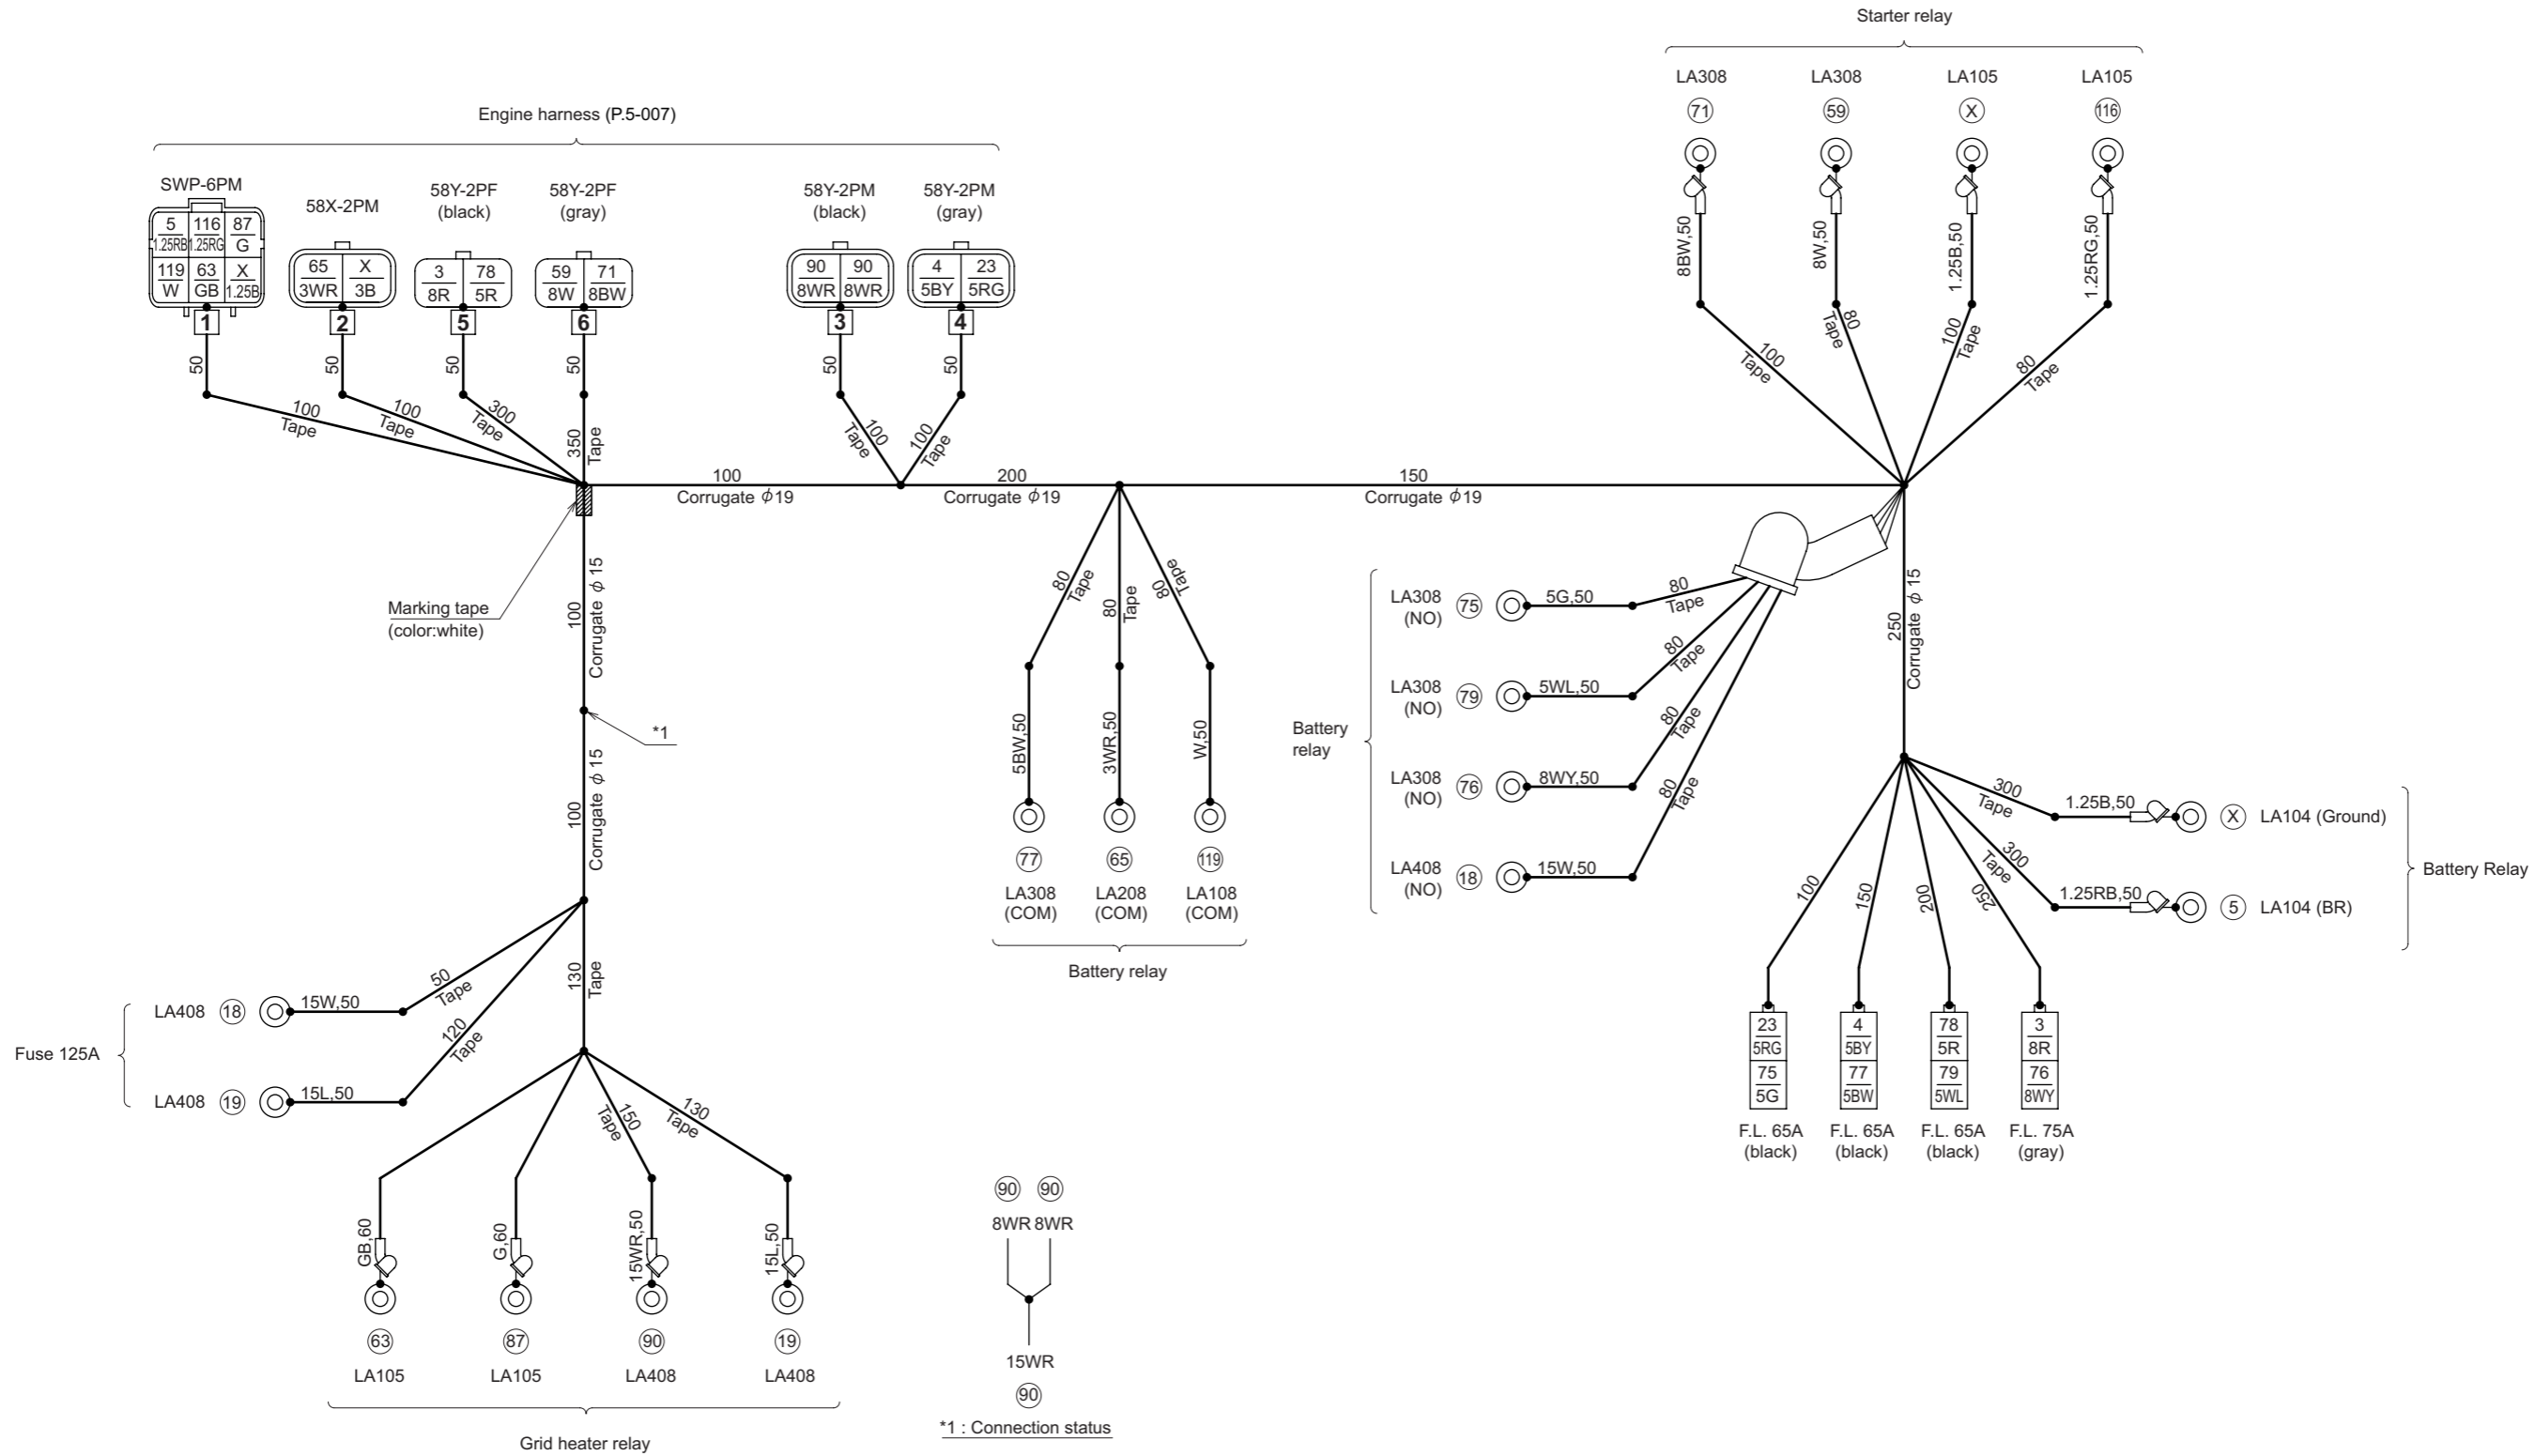 Starter relay
LA308 LA308 LA105 LA105
71 59 X 116
8BW,50 8W,50 1.25B,50 1.25RG,50
100 Tape
80 Tape
100 Tape
80 Tape
Engine harness (P.5-007)
SWP-6PM
5 116 87
1.25RB 1.25RG G
119 63 X
W GB 1.25B
1
50
100
Tape
58X-2PM
65 X
3WR 3B
2
50
100
Tape
58Y-2PF
(black)
3 78
8R 5R
5
50
300
Tape
58Y-2PF
(gray)
59 71
8W 8BW
6
50
350
Tape
58Y-2PM
(black)
90 90
8WR 8WR
3
50
100
Tape
58Y-2PM
(gray)
4 23
5BY 5RG
4
50
100
Tape
100
Corrugate ϕ19
200
Corrugate ϕ19
150
Corrugate ϕ19
Marking tape
(color:white)
100
Corrugate ϕ 15
*1
100
Corrugate ϕ 15
130
Tape
Fuse 125A
LA408 18 15W,50
50
Tape
LA408 19 15L,50
120
Tape
150
Tape
130
Tape
GB,60 G,60 15WR,50 15L,50
63 87 90 19
LA105 LA105 LA408 LA408
Grid heater relay
80
Tape
80
Tape
80
Tape
5BW,50 3WR,50 W,50
77 65 119
LA308 LA208 LA108
(COM) (COM) (COM)
Battery relay
90 90
8WR 8WR
15WR
90
*1 : Connection status
Battery
relay
LA308
(NO)
75 5G,50
80
Tape
LA308
(NO)
79 5WL,50
80
Tape
LA308
(NO)
76 8WY,50
80
Tape
LA408
(NO)
18 15W,50
80
Tape
250
Corrugate ϕ 15
300
Tape
1.25B,50 X LA104 (Ground)
300
Tape
1.25RB,50 5 LA104 (BR)
Battery Relay
100 150 200 250
23 4 78 3
5RG 5BY 5R 8R
75 77 79 76
5G 5BW 5WL 8WY
F.L. 65A F.L. 65A F.L. 65A F.L. 75A
(black) (black) (black) (gray)